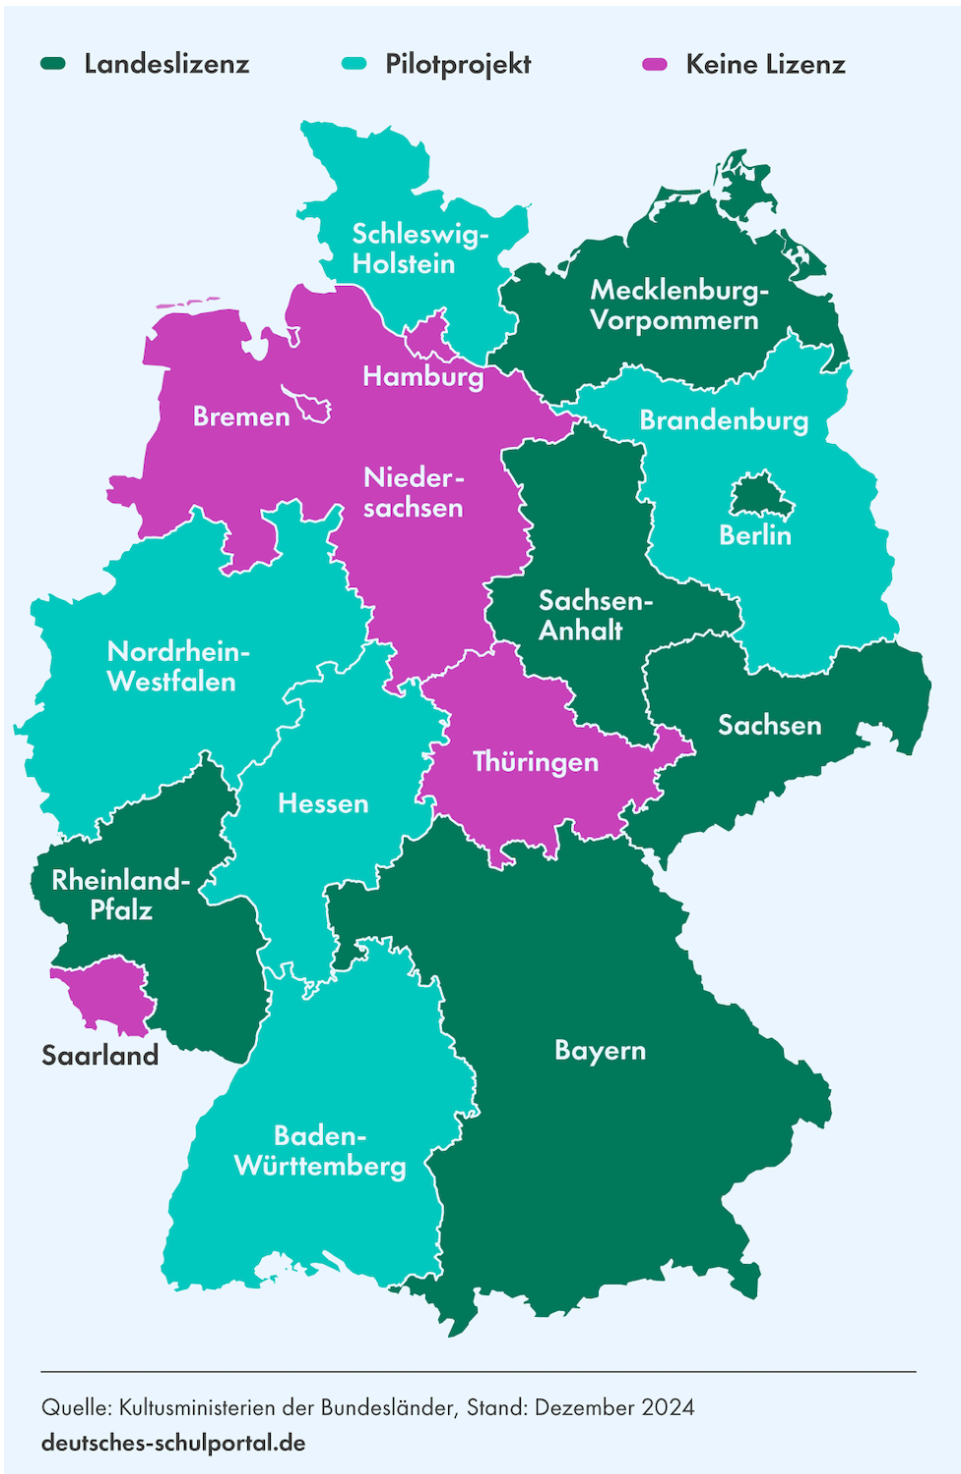 Landeslizenz
Pilotprojekt
Keine Lizenz
Schleswig-
Holstein
Mecklenburg-
Vorpommern
Hamburg
Bremen
Brandenburg
Nieder-
sachsen
Berlin
Sachsen-
Anhalt
Nordrhein-
Westfalen
Sachsen
Thüringen
Hessen
Rheinland-
Pfalz
Saarland
Bayern
Baden-
Württemberg
Quelle: Kultusministerien der Bundesländer, Stand: Dezember 2024
deutsches-schulportal.de